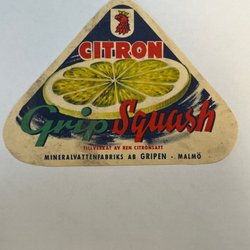 CITRON
Grip Squash
TILLVERKAT AV REN CITRONSAFT
MINERALVATTENFABRIKS AB GRIPEN - MALMÖ